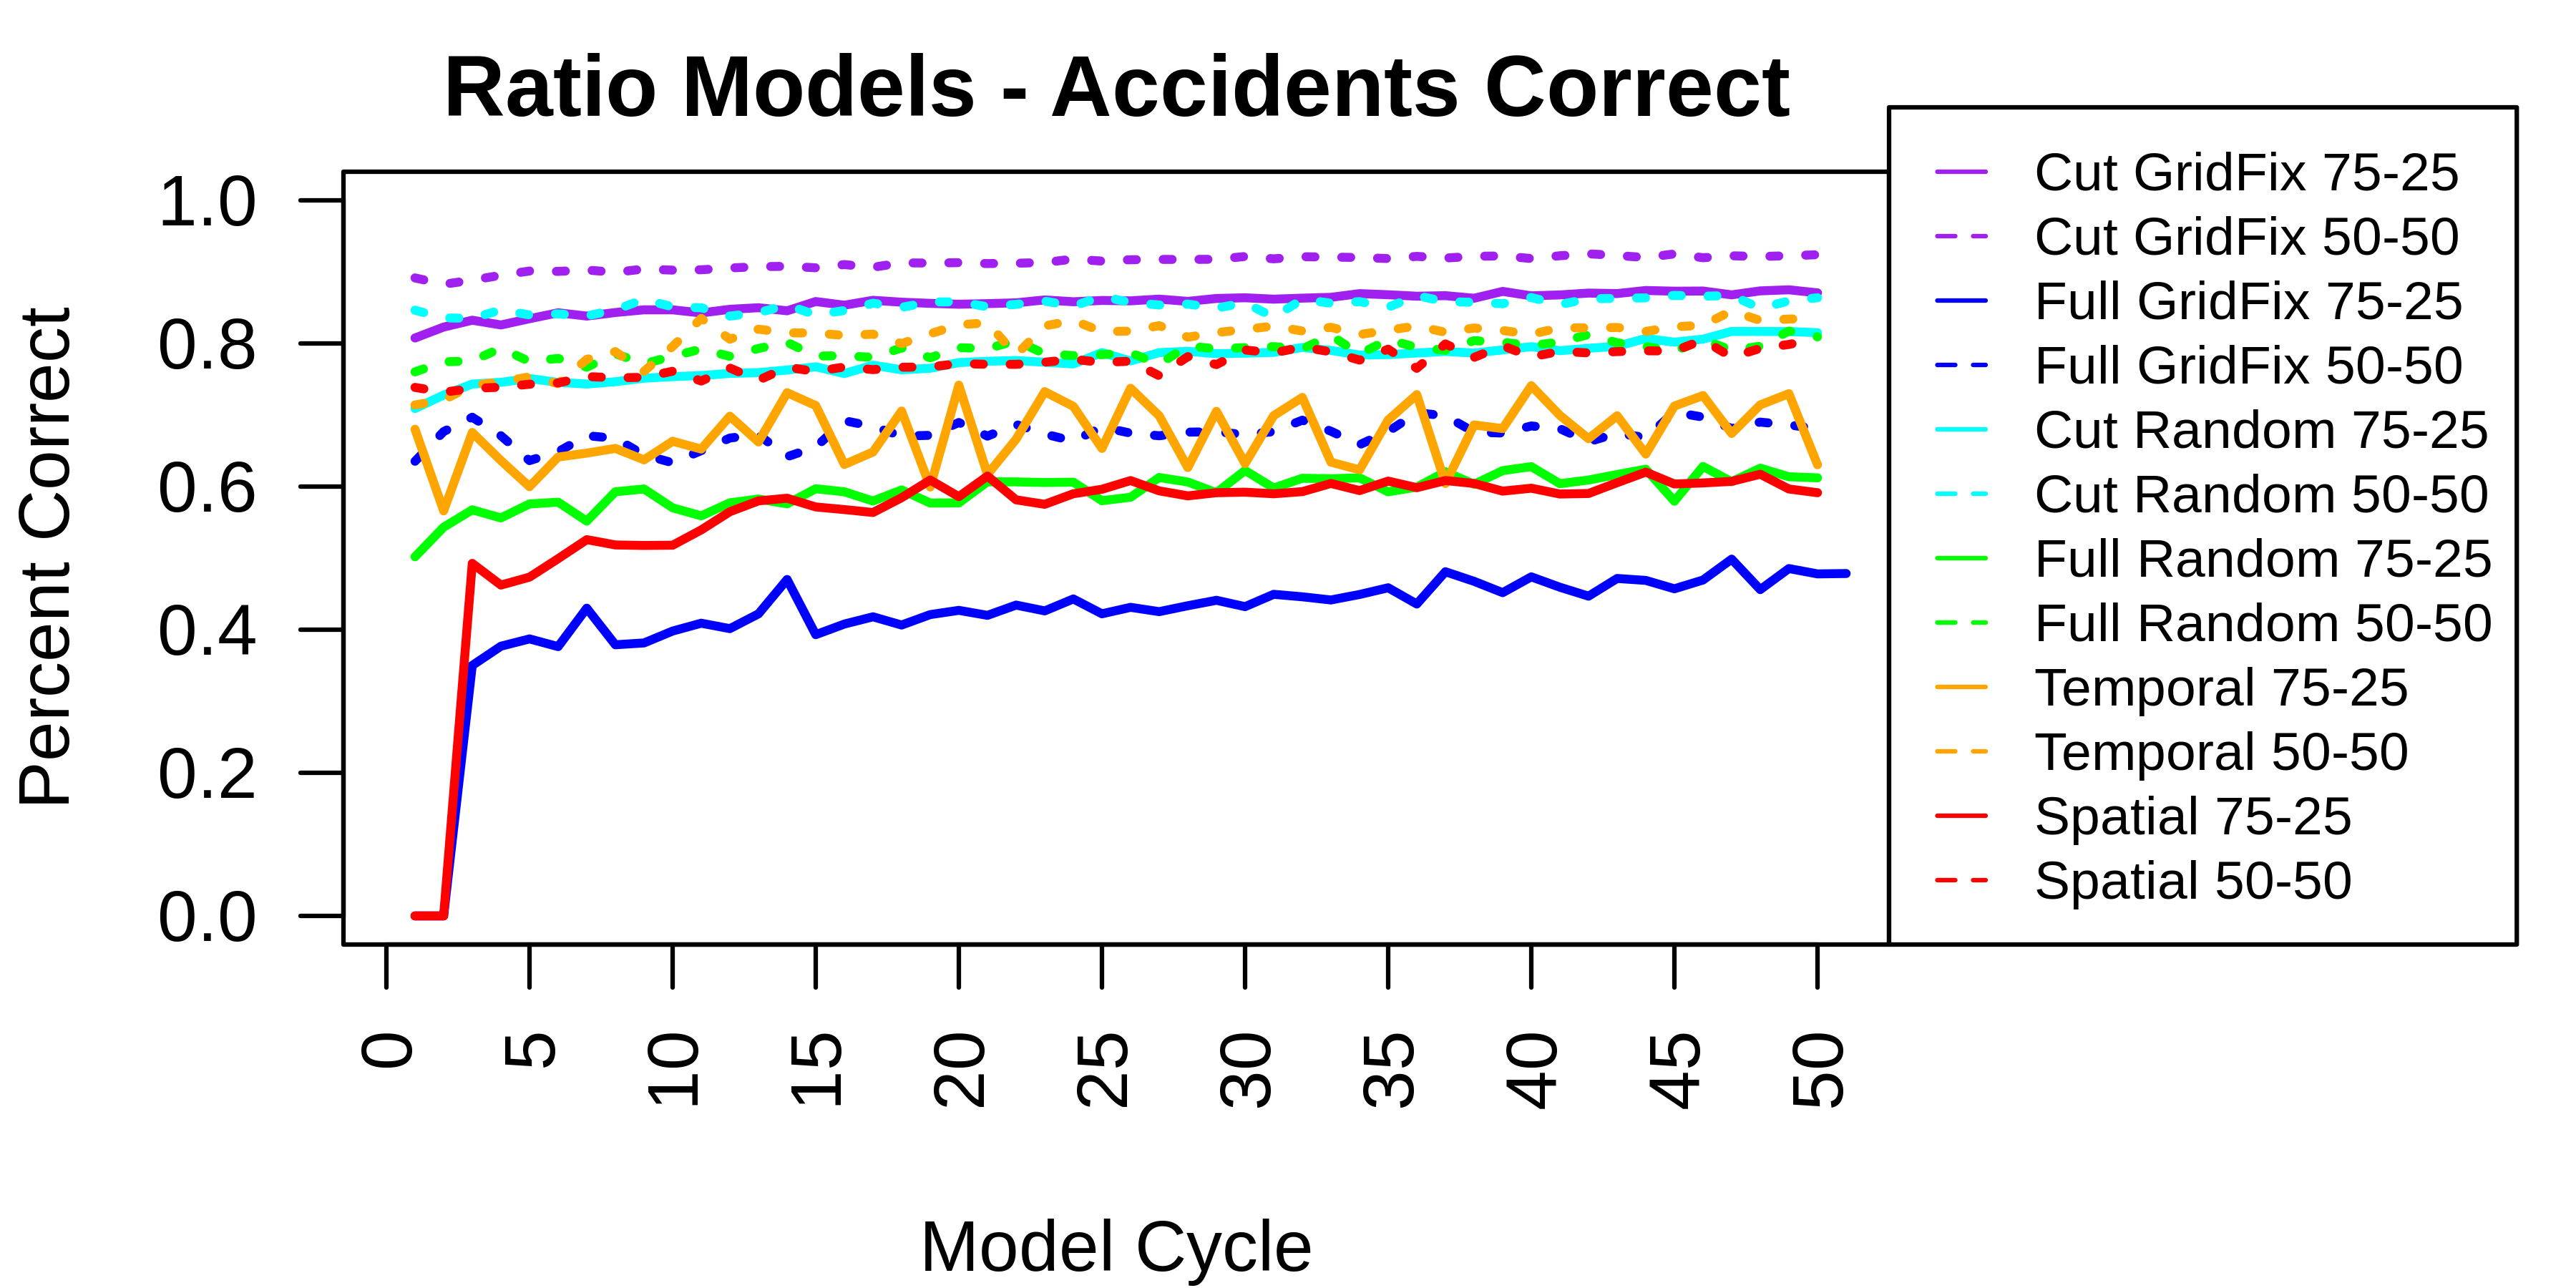 Ratio Models - Accidents Correct
Percent Correct
1.0
0.8
0.6
0.4
0.2
0.0
0
5
10
15
20
25
30
35
40
45
50
Model Cycle
Cut GridFix 75-25
Cut GridFix 50-50
Full GridFix 75-25
Full GridFix 50-50
Cut Random 75-25
Cut Random 50-50
Full Random 75-25
Full Random 50-50
Temporal 75-25
Temporal 50-50
Spatial 75-25
Spatial 50-50